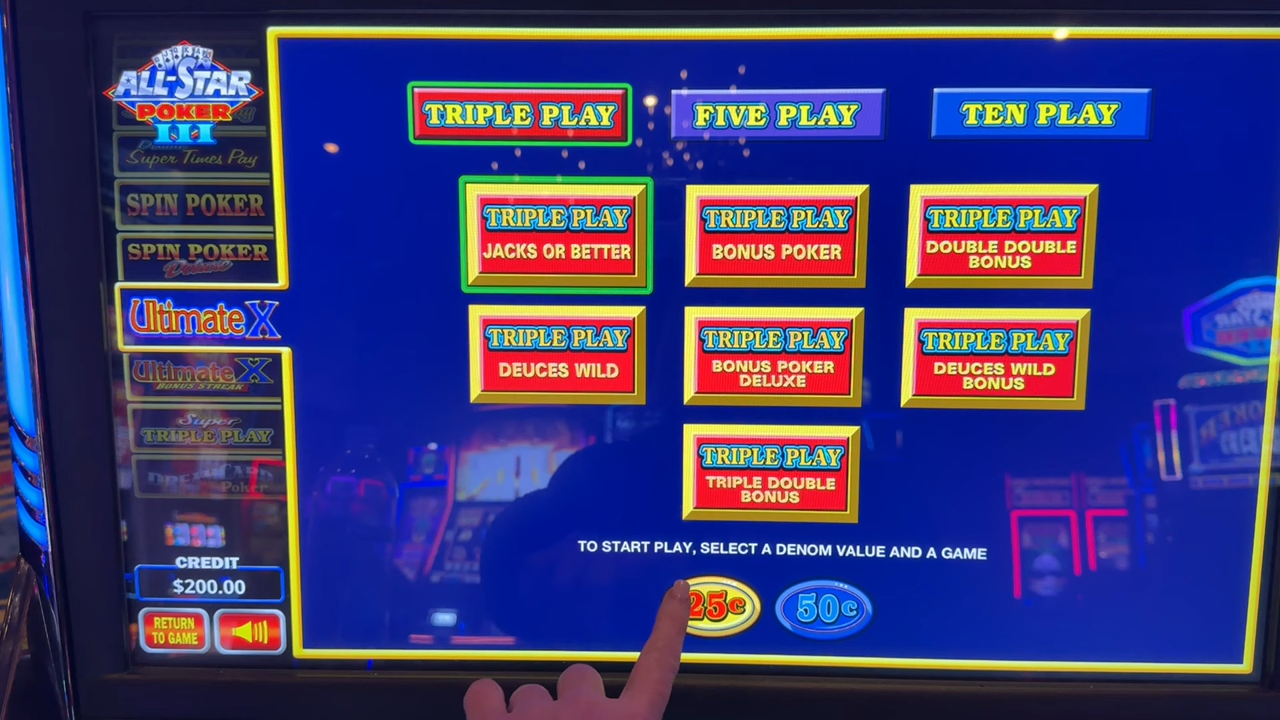 ALL-STAR
POKER
III
Super Times Pay
SPIN POKER
SPIN POKER
Deluxe
Ultimate X
Ultimate X
BONUS STREAK
Super
TRIPLE PLAY
DREAM CARD
Poker
CREDIT
$200.00
RETURN
TO GAME
TRIPLE PLAY
FIVE PLAY
TEN PLAY
TRIPLE PLAY
JACKS OR BETTER
TRIPLE PLAY
BONUS POKER
TRIPLE PLAY
DOUBLE DOUBLE
BONUS
TRIPLE PLAY
DEUCES WILD
TRIPLE PLAY
BONUS POKER
DELUXE
TRIPLE PLAY
DEUCES WILD
BONUS
TRIPLE PLAY
TRIPLE DOUBLE
BONUS
TO START PLAY, SELECT A DENOM VALUE AND A GAME
25¢
50¢